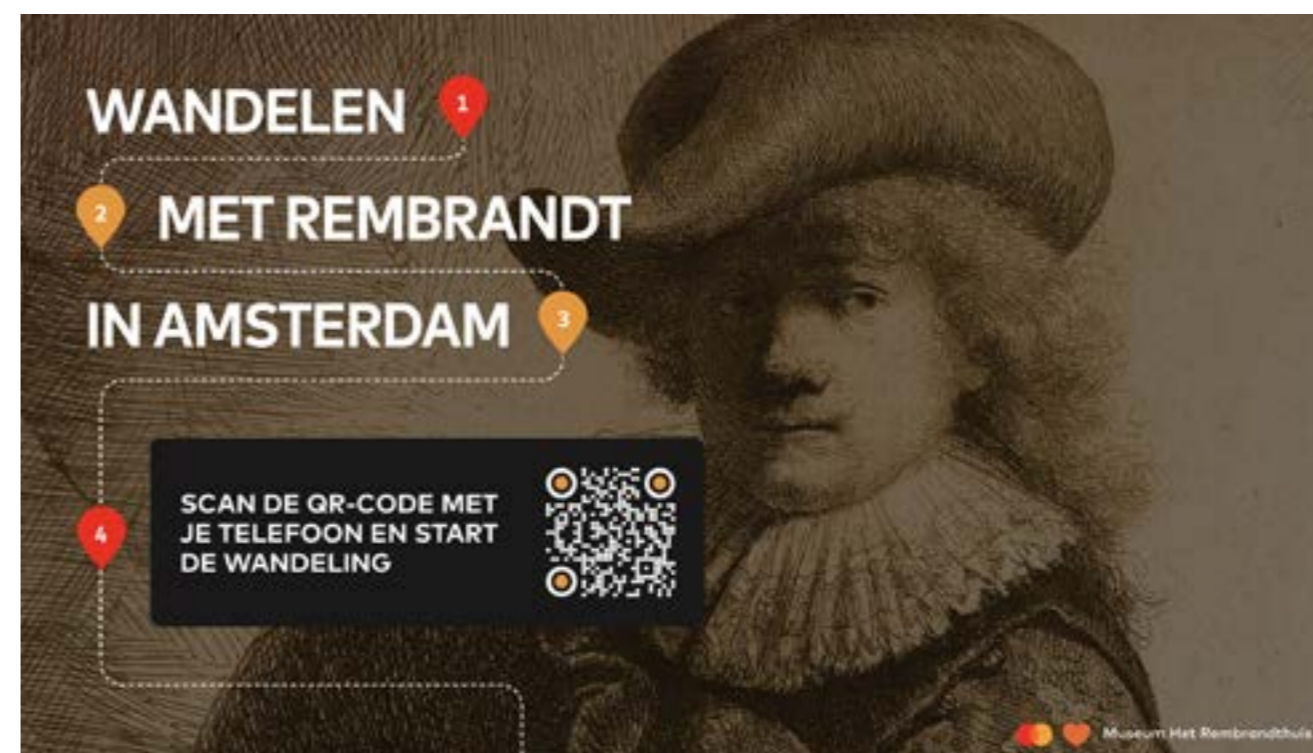 WANDELEN 1
2 MET REMBRANDT
IN AMSTERDAM 3
4
SCAN DE QR-CODE MET
JE TELEFOON EN START
DE WANDELING
Museum Het Rembrandthuis